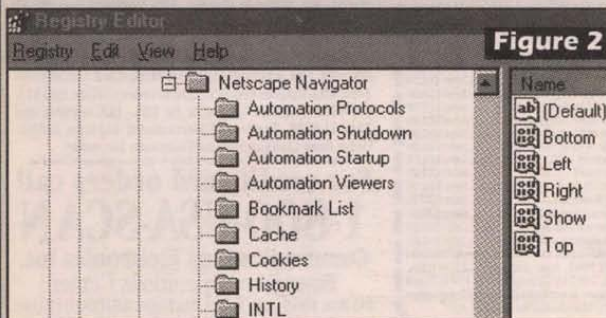 Registry Editor
Registry Edit View Help
Figure 2
Netscape Navigator
Automation Protocols
Automation Shutdown
Automation Startup
Automation Viewers
Bookmark List
Cache
Cookies
History
INTL
Name
ab (Default)
Bottom
Left
Right
Show
Top